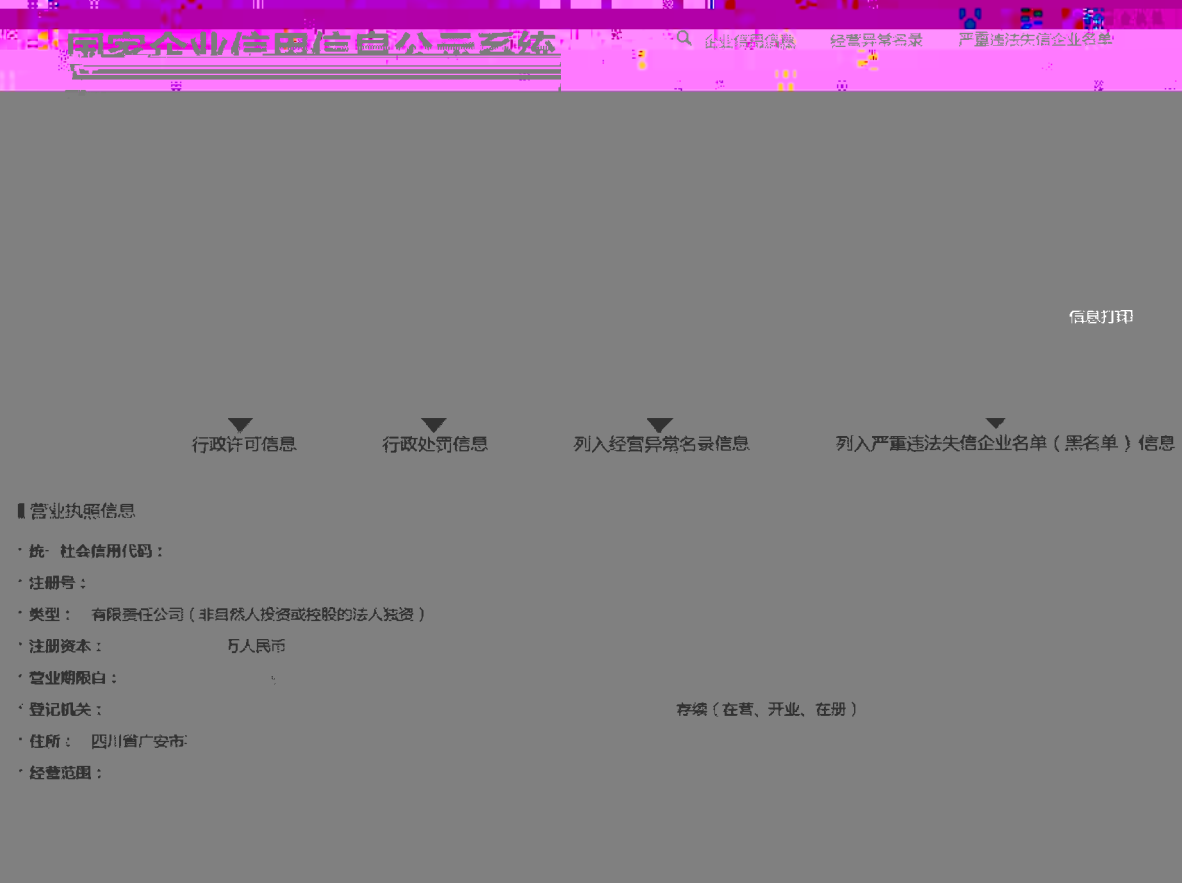 国家企业信用信息公示系统
企业信用信息 经营异常名录 严重违法失信企业名单
信息打印
行政许可信息 行政处罚信息 列入经营异常名录信息 列入严重违法失信企业名单（黑名单）信息
营业执照信息
· 统一社会信用代码：
· 注册号：
· 类型： 有限责任公司（非自然人投资或控股的法人独资）
· 注册资本： 万人民币
· 营业期限自：
· 登记机关： 存续（在营、开业、在册）
· 住所： 四川省广安市
· 经营范围：